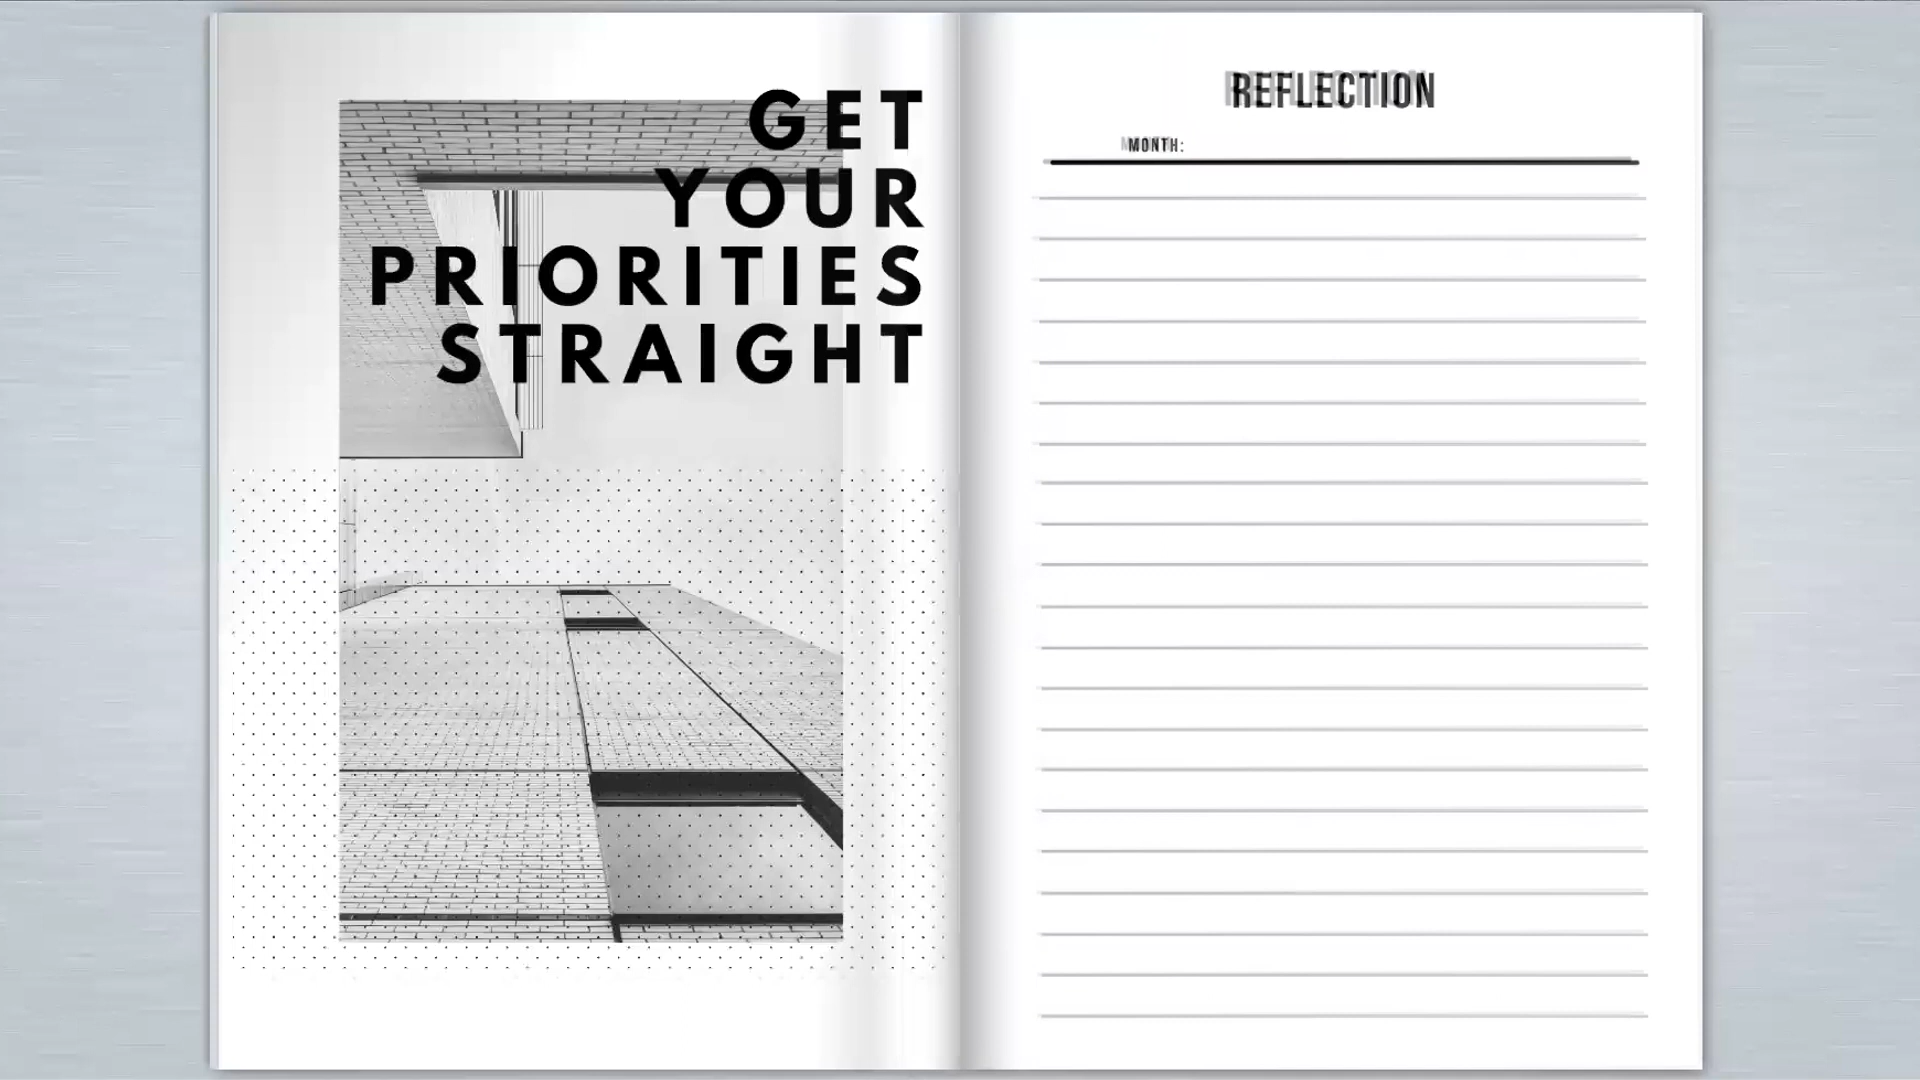 GET
YOUR
PRIORITIES
STRAIGHT
REFLECTION
MONTH: